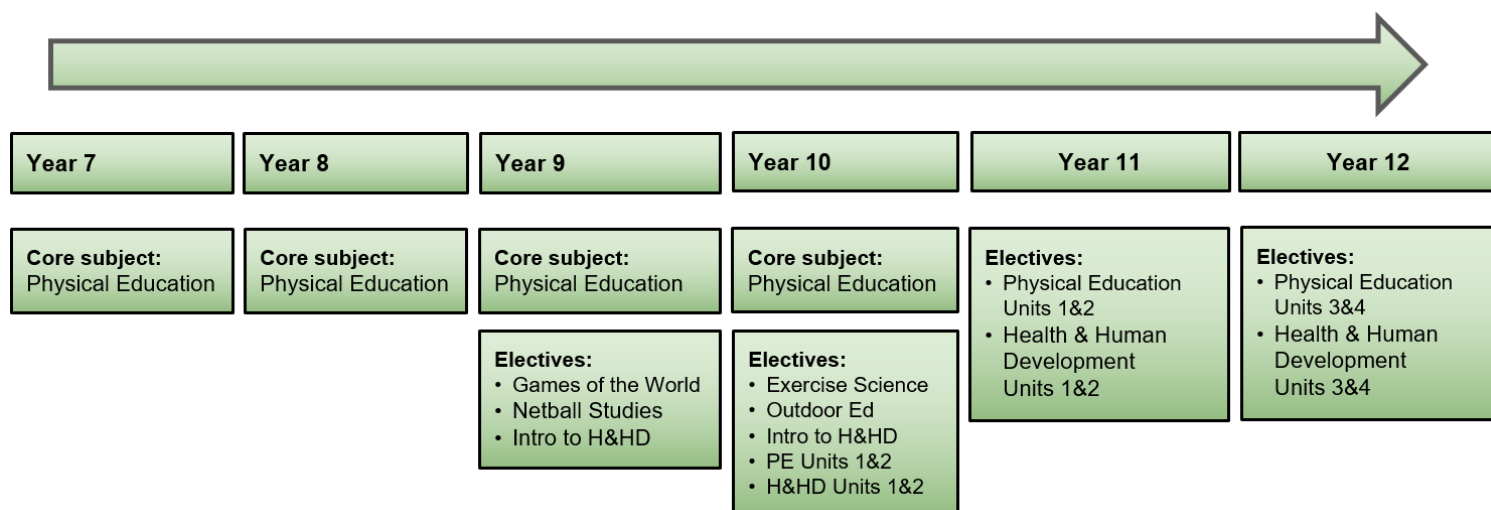 Year 7
Year 8
Year 9
Year 10
Year 11
Year 12
Core subject:
Physical Education
Core subject:
Physical Education
Core subject:
Physical Education
Core subject:
Physical Education
Electives:
• Physical Education
Units 1&2
• Health & Human
Development
Units 1&2
Electives:
• Physical Education
Units 3&4
• Health & Human
Development
Units 3&4
Electives:
• Games of the World
• Netball Studies
• Intro to H&HD
Electives:
• Exercise Science
• Outdoor Ed
• Intro to H&HD
• PE Units 1&2
• H&HD Units 1&2